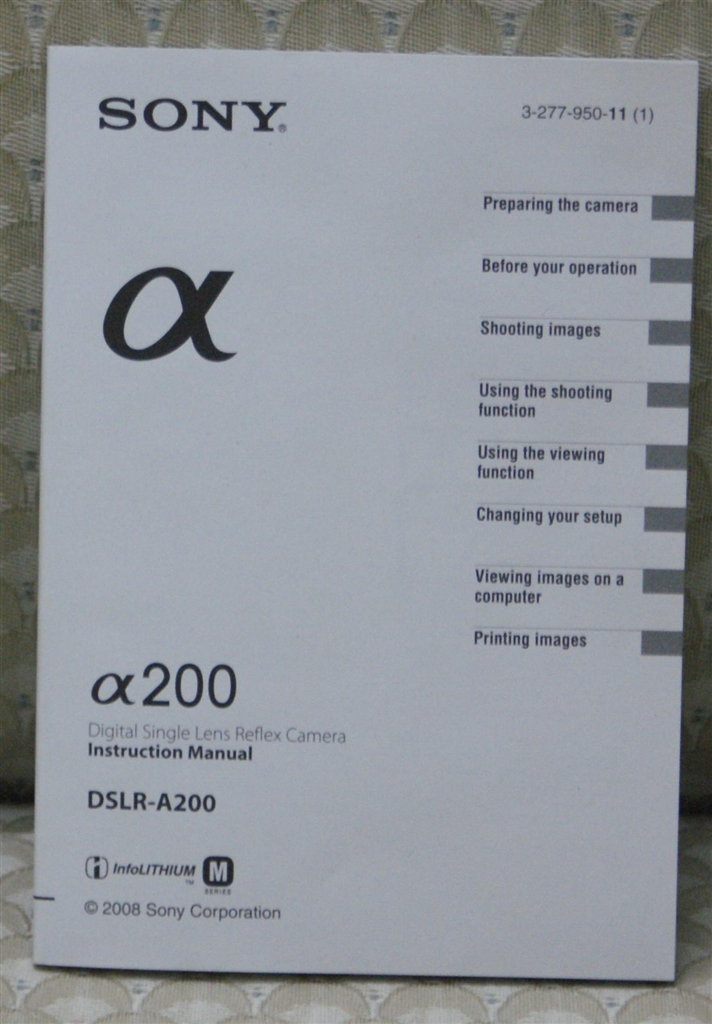 SONY®
3-277-950-11 (1)
Preparing the camera
Before your operation
Shooting images
Using the shooting
function
Using the viewing
function
Changing your setup
Viewing images on a
computer
Printing images
α
α200
Digital Single Lens Reflex Camera
Instruction Manual
DSLR-A200
i InfoLITHIUM™ M SERIES
© 2008 Sony Corporation